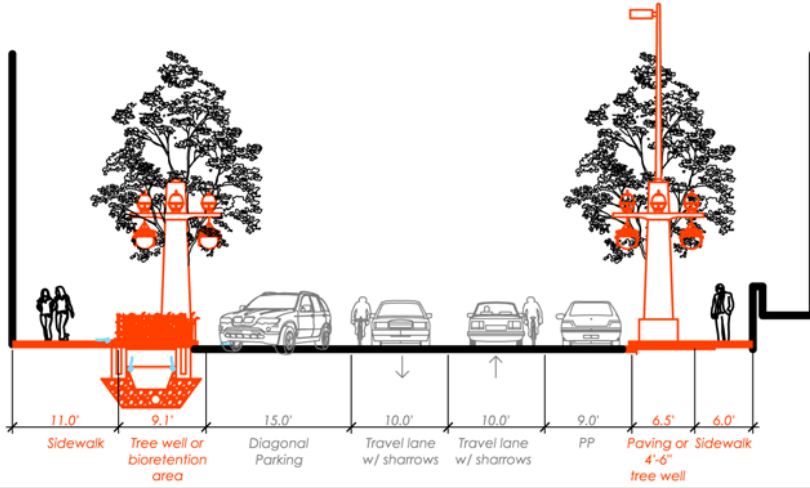 11.0' 9.1' 15.0' 10.0' 10.0' 9.0' 6.5' 6.0'
Sidewalk
Tree well or
bioretention
area
Diagonal
Parking
Travel lane
w/ sharrows
Travel lane
w/ sharrows
PP
Paving or
4'-6"
tree well
Sidewalk